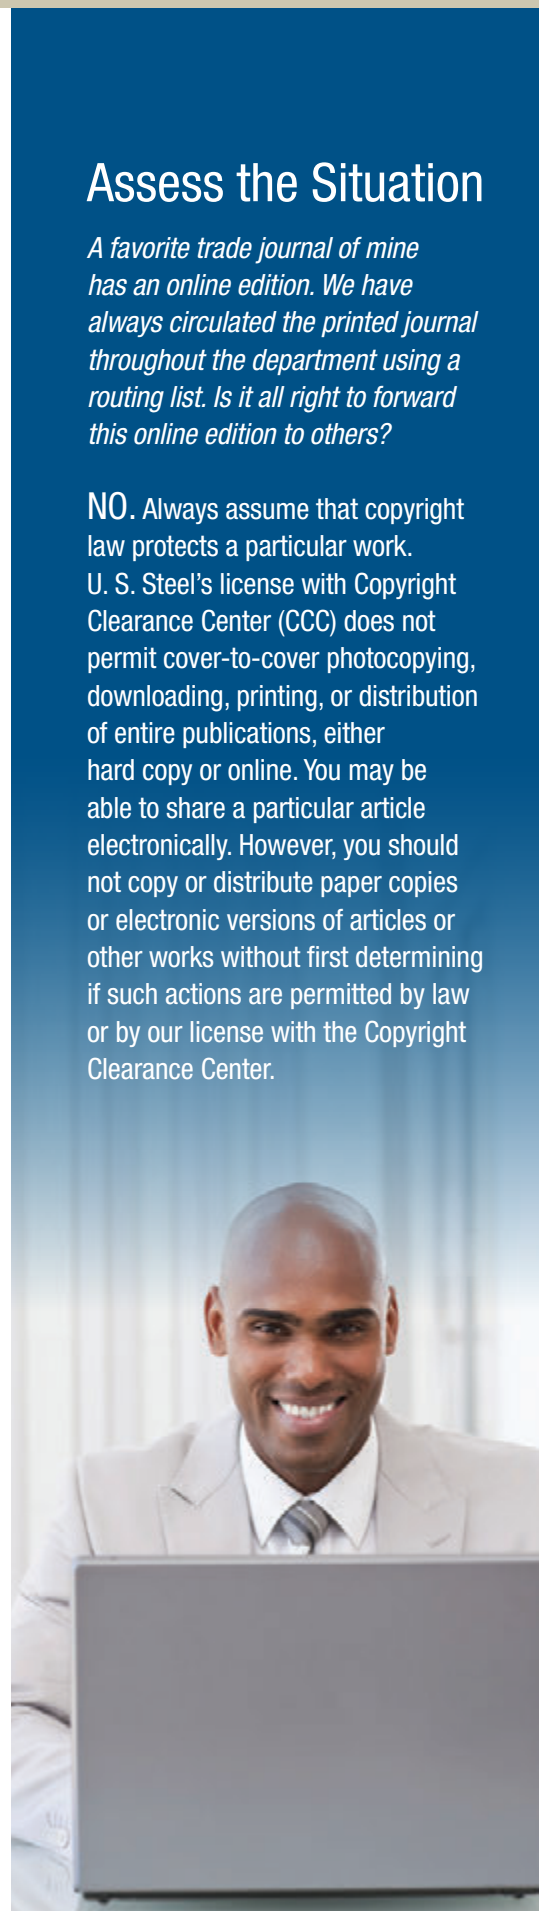 Assess the Situation
A favorite trade journal of mine
has an online edition. We have
always circulated the printed journal
throughout the department using a
routing list. Is it all right to forward
this online edition to others?
NO. Always assume that copyright
law protects a particular work.
U. S. Steel’s license with Copyright
Clearance Center (CCC) does not
permit cover-to-cover photocopying,
downloading, printing, or distribution
of entire publications, either
hard copy or online. You may be
able to share a particular article
electronically. However, you should
not copy or distribute paper copies
or electronic versions of articles or
other works without first determining
if such actions are permitted by law
or by our license with the Copyright
Clearance Center.